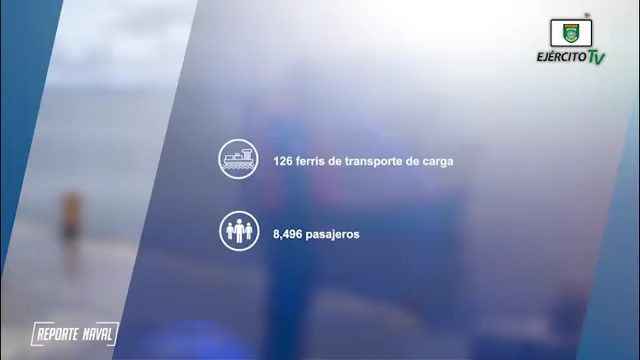 EJÉRCITO TV
126 ferris de transporte de carga
8,496 pasajeros
REPORTE NAVAL